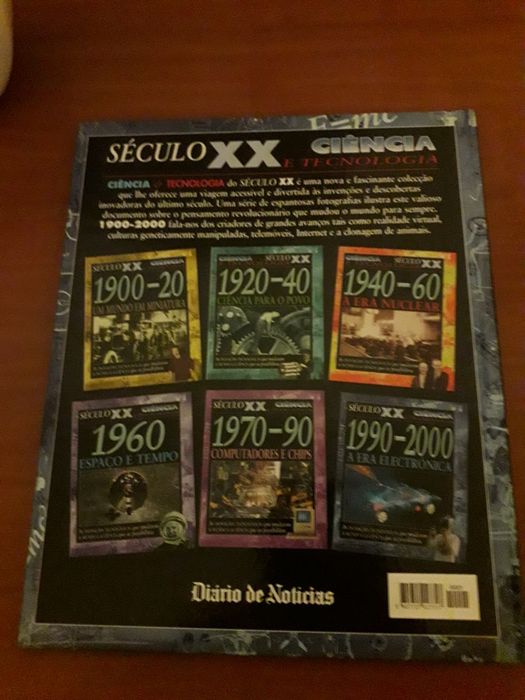 E=mc
SÉCULO XX CIÊNCIA
E TECNOLOGIA
CIÊNCIA E TECNOLOGIA do SÉCULO XX é uma nova e fascinante colecção
que lhe oferece uma viagem acessível e divertida às invenções e descobertas
inovadoras do último século. Uma série de espantosas fotografias ilustra este valioso
documento sobre o pensamento revolucionário que mudou o mundo para sempre.
1900-2000 fala-nos dos criadores de grandes avanços tais como realidade virtual,
culturas geneticamente manipuladas, telemóveis, Internet e a clonagem de animais.
SÉCULO XX CIÊNCIA
1900-20
UM MUNDO EM MINIATURA
SÉCULO XX CIÊNCIA
1920-40
CIÊNCIA PARA O POVO
SÉCULO XX CIÊNCIA
1940-60
A ERA NUCLEAR
SÉCULO XX CIÊNCIA
1960
ESPAÇO E TEMPO
SÉCULO XX CIÊNCIA
1970-90
COMPUTADORES E CHIPS
SÉCULO XX CIÊNCIA
1990-2000
A ERA ELECTRÓNICA
Diário de Notícias